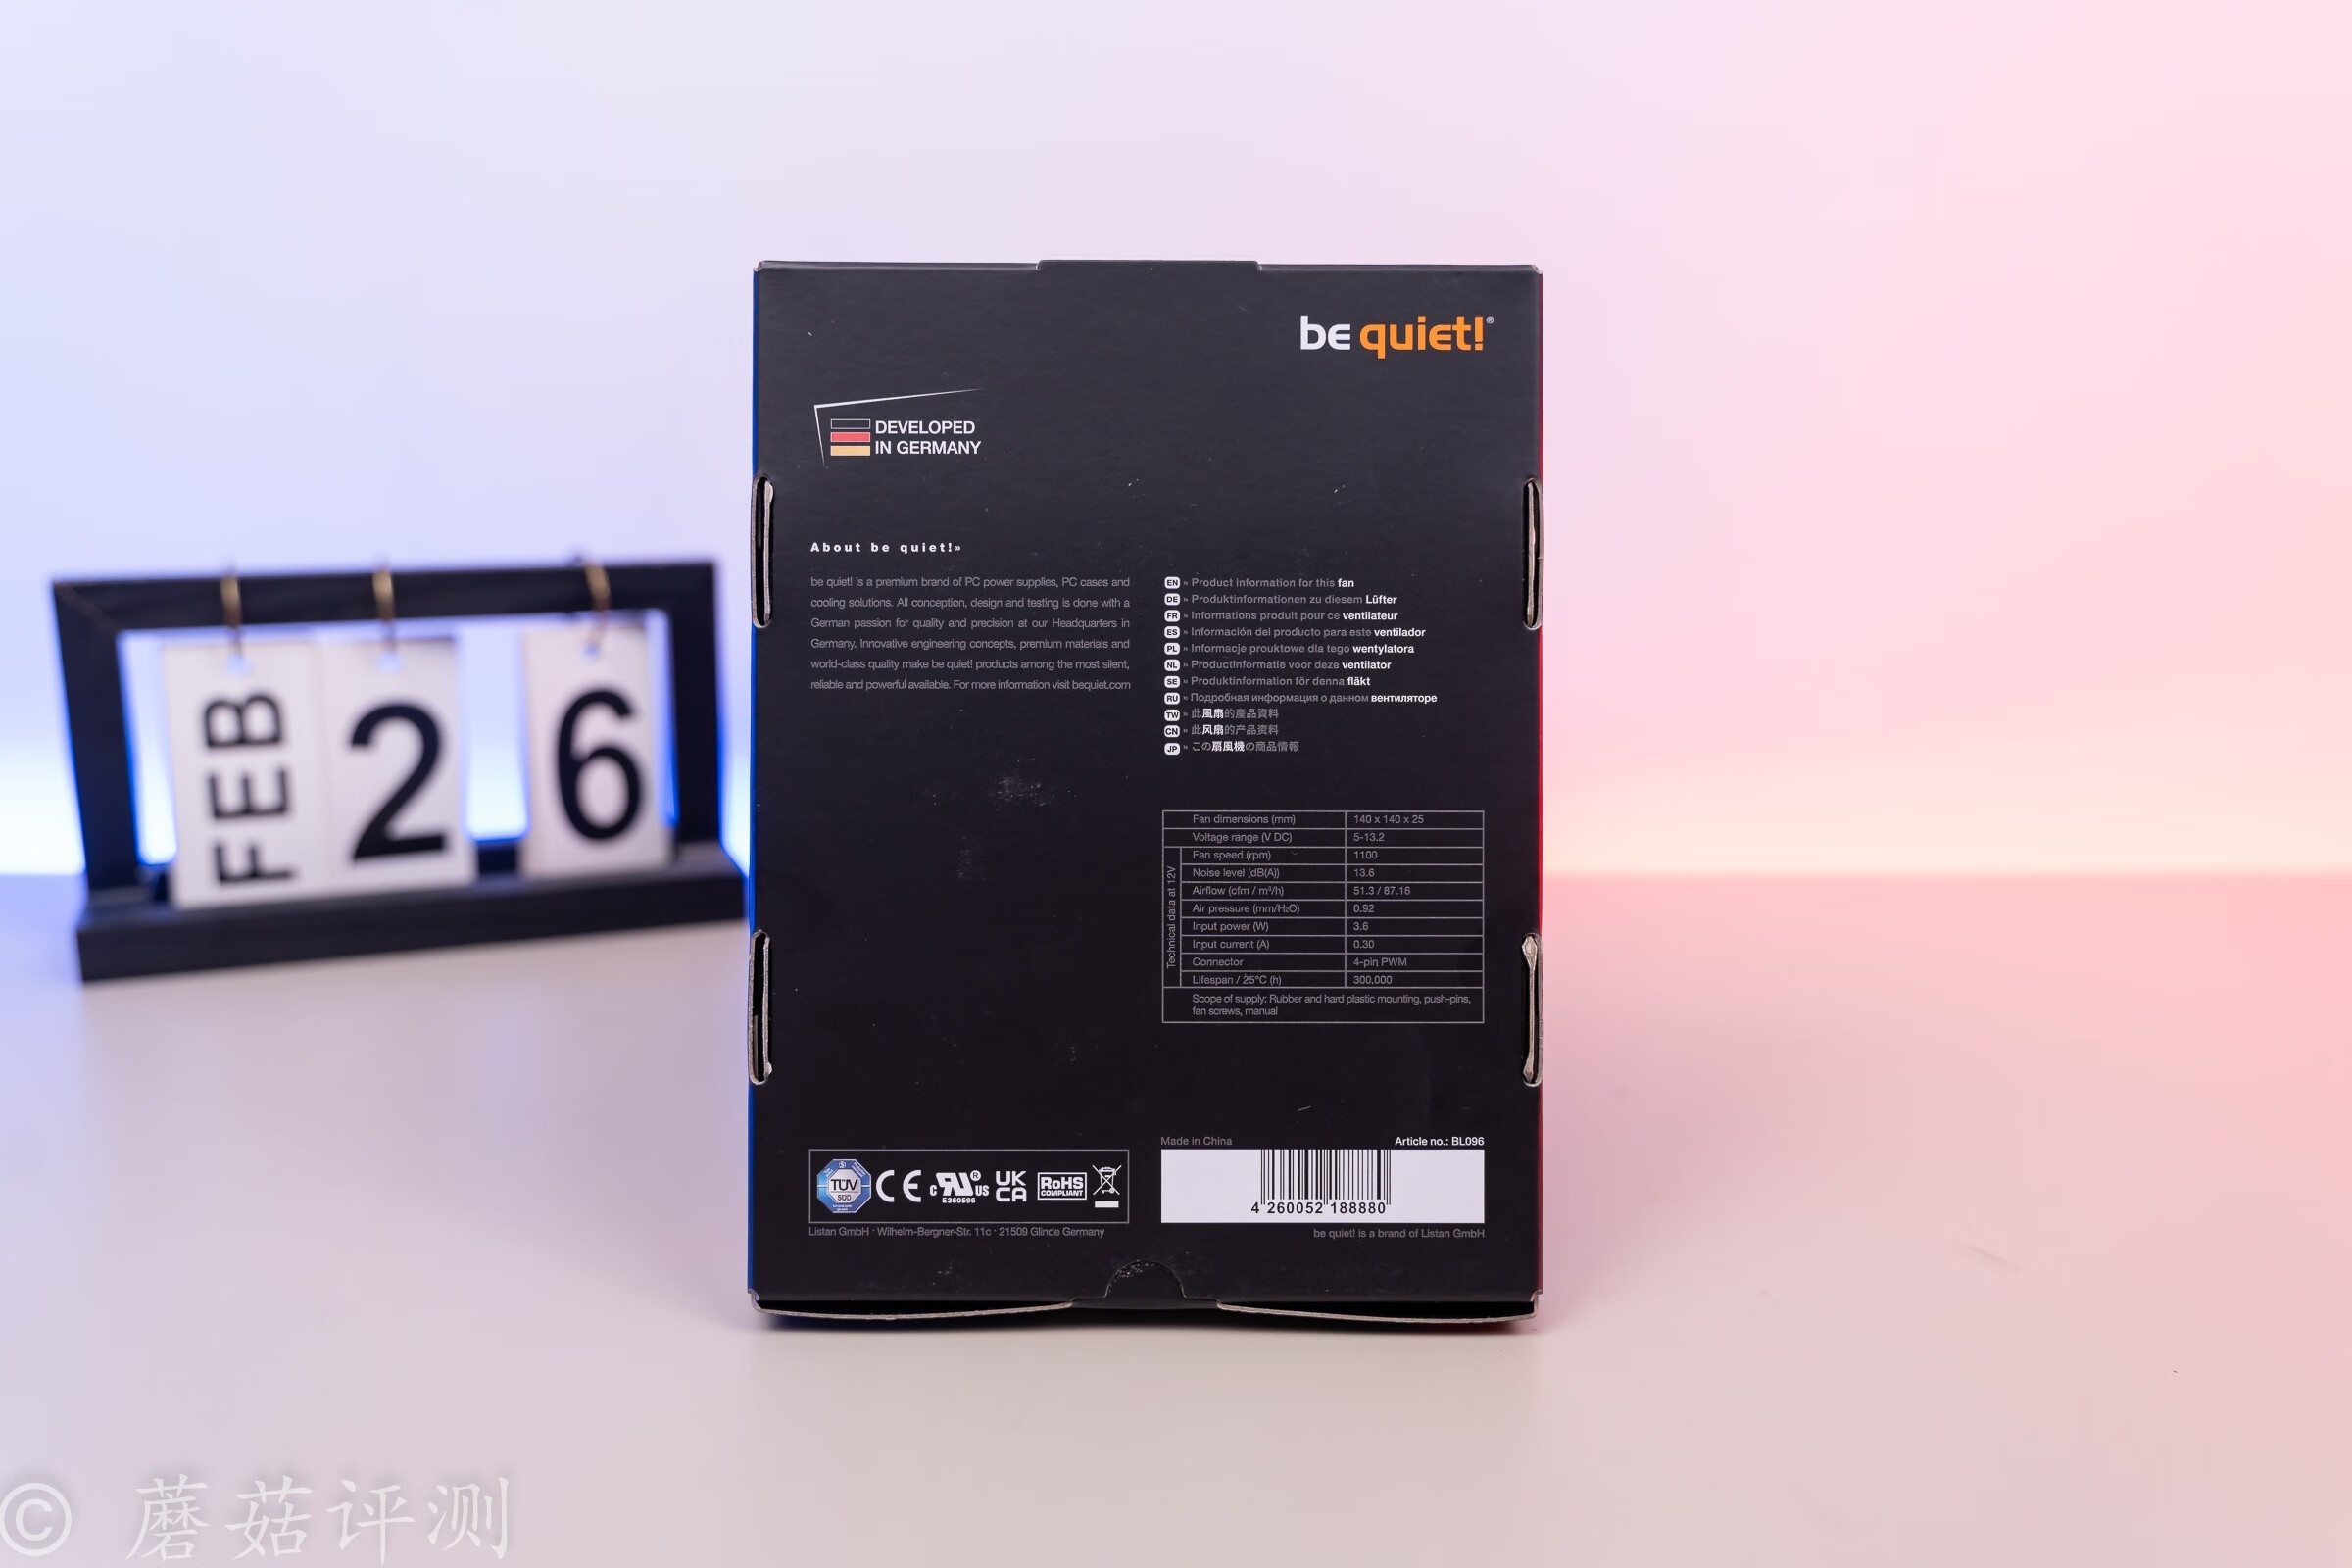 be quiet!®
DEVELOPED
IN GERMANY
About be quiet!»
be quiet! is a premium brand of PC power supplies, PC cases and
cooling solutions. All conception, design and testing is done with a
German passion for quality and precision at our Headquarters in
Germany. Innovative engineering concepts, premium materials and
world-class quality make be quiet! products among the most silent,
reliable and powerful available. For more information visit bequiet.com
EN » Product information for this fan
DE » Produktinformationen zu diesem Lüfter
FR » Informations produit pour ce ventilateur
ES » Información del producto para este ventilador
PL » Informacje prouktowe dla tego wentylatora
NL » Productinformatie voor deze ventilator
SE » Produktinformation för denna fläkt
RU » Подробная информация о данном вентиляторе
TW » 此風扇的產品資料
CN » 此风扇的产品资料
JP » この扇風機の商品情報
Fan dimensions (mm) 140 x 140 x 25
Voltage range (V DC) 5-13.2
Technical data at 12V
Fan speed (rpm) 1100
Noise level (dB(A)) 13.6
Airflow (cfm / m³/h) 51.3 / 87.16
Air pressure (mm/H₂O) 0.92
Input power (W) 3.6
Input current (A) 0.30
Connector 4-pin PWM
Lifespan / 25°C (h) 300.000
Scope of supply: Rubber and hard plastic mounting, push-pins,
fan screws, manual
Made in China
Article no.: BL096
4 260052 188880
be quiet! is a brand of Listan GmbH
TÜV
SÜD
CE
c RU® US
E360596
UK
CA
RoHS
COMPLIANT
Listan GmbH · Wilhelm-Bergner-Str. 11c · 21509 Glinde Germany
FEB 2 6
© 蘑菇评测